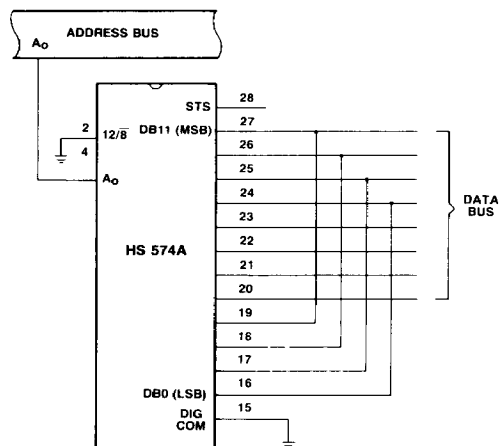 ADDRESS BUS
A₀
28
STS
2
27
12/8̅
DB11 (MSB)
4
26
25
A₀
24
DATA
BUS
23
HS 574A
22
21
20
19
18
17
16
DB0 (LSB)
15
DIG
COM